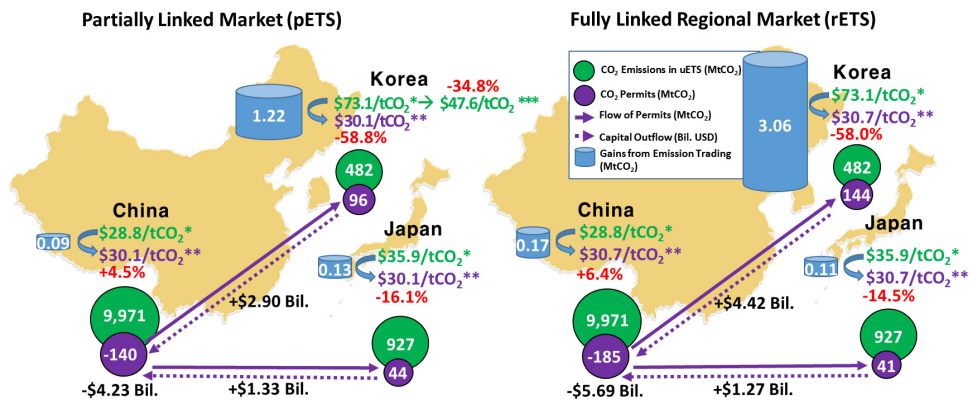 Partially Linked Market (pETS)
Korea
-34.8%
1.22
$73.1/tCO₂* → $47.6/tCO₂***
$30.1/tCO₂**
-58.8%
482
96
China
0.09
$28.8/tCO₂*
$30.1/tCO₂**
+4.5%
Japan
0.13
$35.9/tCO₂*
$30.1/tCO₂**
-16.1%
+$2.90 Bil.
9,971
-140
927
44
-$4.23 Bil.
+$1.33 Bil.
Fully Linked Regional Market (rETS)
CO₂ Emissions in uETS (MtCO₂)
CO₂ Permits (MtCO₂)
Flow of Permits (MtCO₂)
Capital Outflow (Bil. USD)
Gains from Emission Trading
(MtCO₂)
3.06
Korea
$73.1/tCO₂*
$30.7/tCO₂**
-58.0%
482
144
China
0.17
$28.8/tCO₂*
$30.7/tCO₂**
+6.4%
Japan
0.11
$35.9/tCO₂*
$30.7/tCO₂**
-14.5%
+$4.42 Bil.
9,971
-185
927
41
-$5.69 Bil.
+$1.27 Bil.